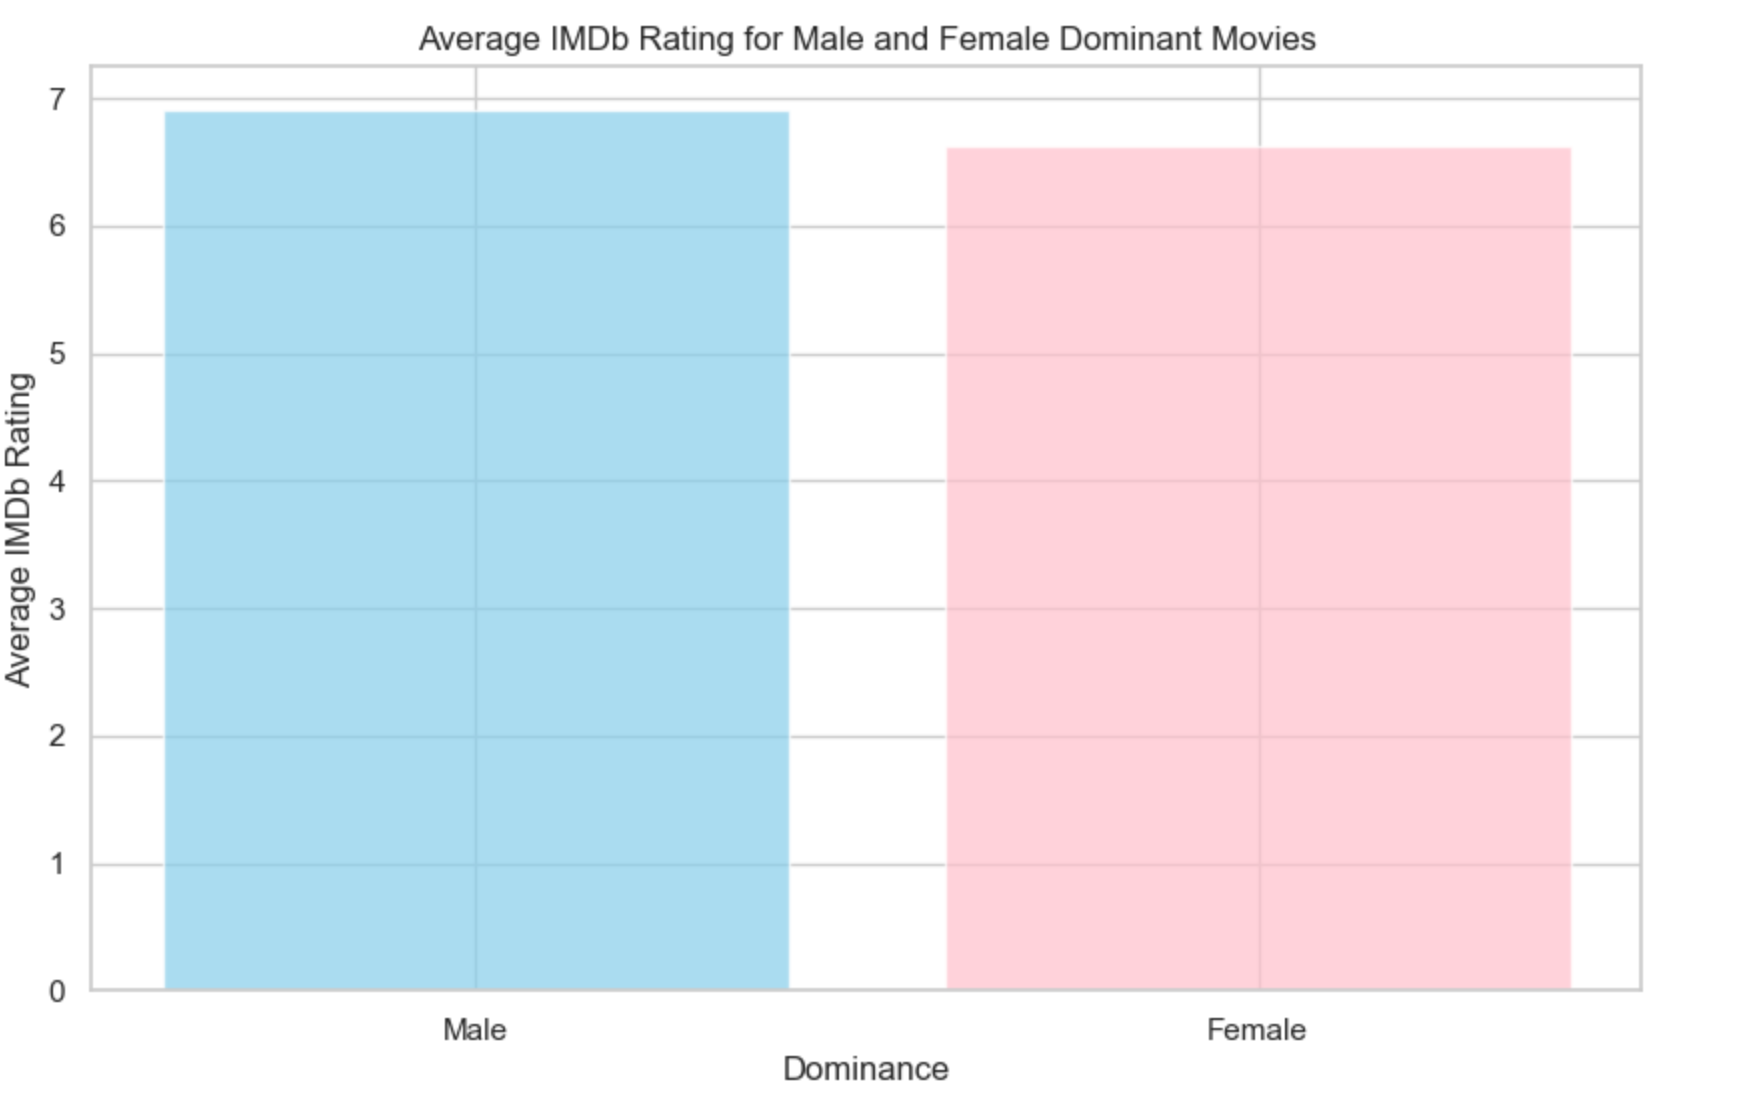 Average IMDb Rating for Male and Female Dominant Movies
7
6
5
4
3
2
1
0
Average IMDb Rating
Male
Female
Dominance